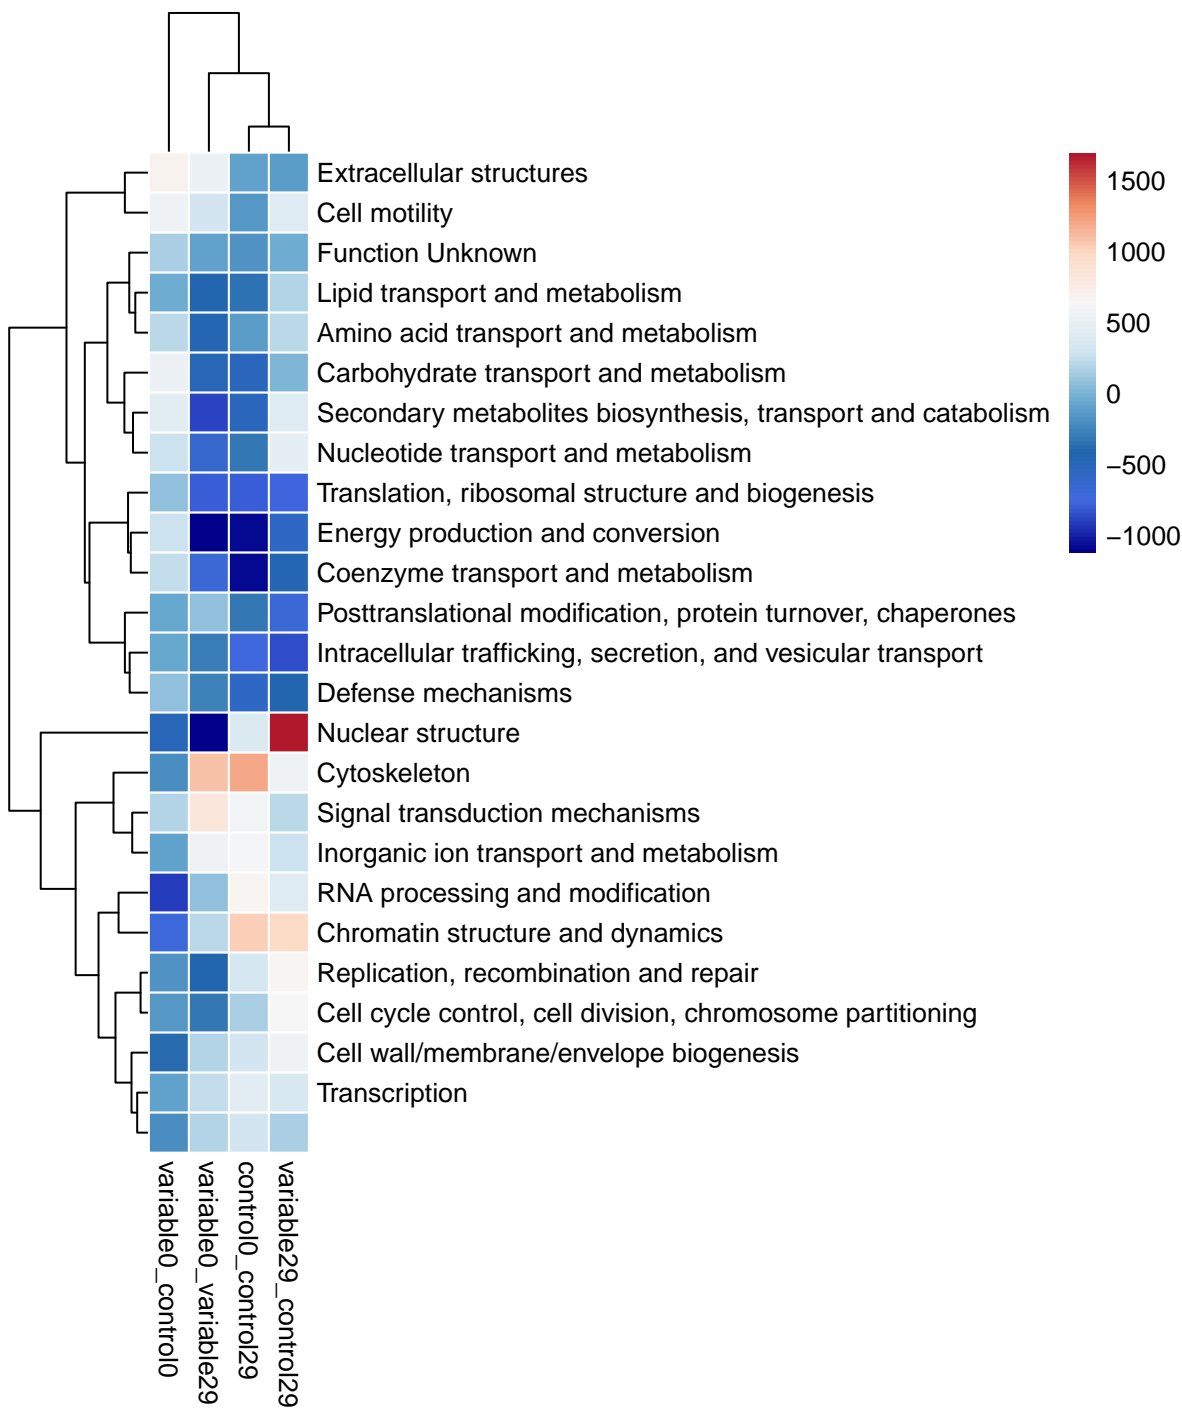 Extracellular structures
Cell motility
Function Unknown
Lipid transport and metabolism
Amino acid transport and metabolism
Carbohydrate transport and metabolism
Secondary metabolites biosynthesis, transport and catabolism
Nucleotide transport and metabolism
Translation, ribosomal structure and biogenesis
Energy production and conversion
Coenzyme transport and metabolism
Posttranslational modification, protein turnover, chaperones
Intracellular trafficking, secretion, and vesicular transport
Defense mechanisms
Nuclear structure
Cytoskeleton
Signal transduction mechanisms
Inorganic ion transport and metabolism
RNA processing and modification
Chromatin structure and dynamics
Replication, recombination and repair
Cell cycle control, cell division, chromosome partitioning
Cell wall/membrane/envelope biogenesis
Transcription
variable0_control0
variable0_variable29
control0_control29
variable29_control29
1500
1000
500
0
−500
−1000